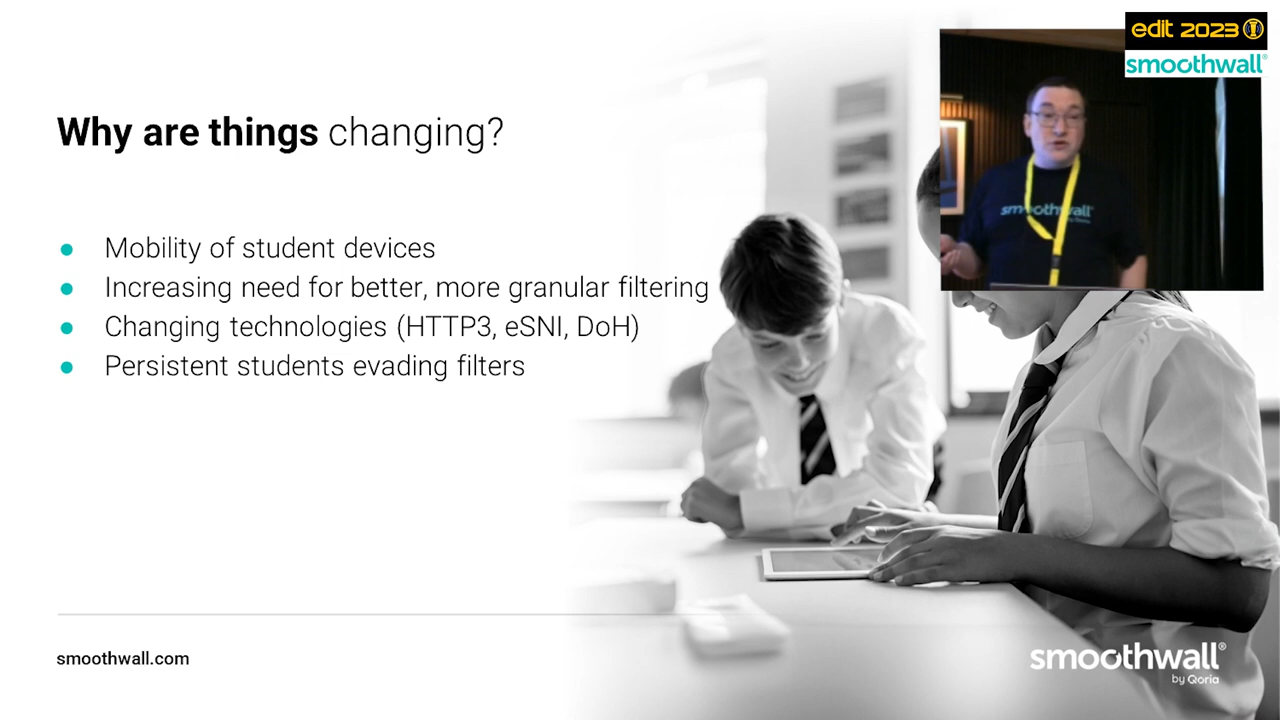 edit 2023
smoothwall®
Why are things changing?
smoothwall
Mobility of student devices
Increasing need for better, more granular filtering
Changing technologies (HTTP3, eSNI, DoH)
Persistent students evading filters
smoothwall.com
smoothwall®
by Qoria